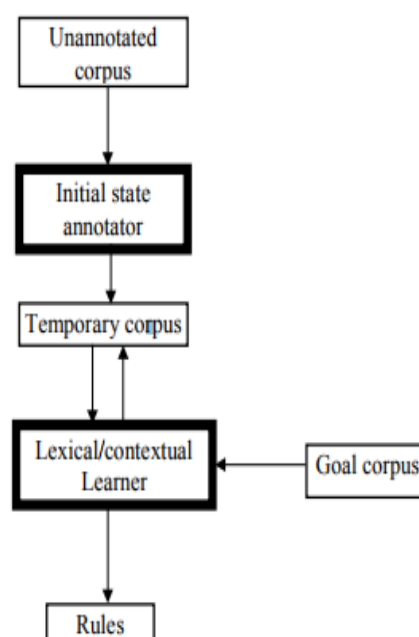 Unannotated
corpus
Initial state
annotator
Temporary corpus
Lexical/contextual
Learner
Goal corpus
Rules